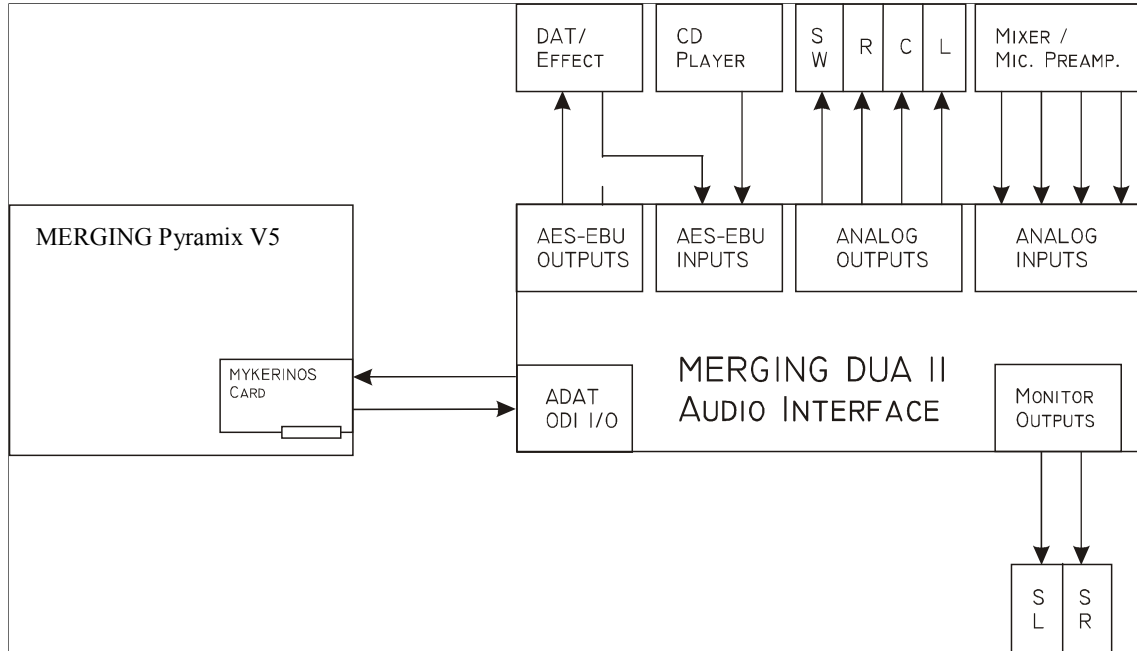 DAT/
EFFECT
CD
PLAYER
S
W
R
C
L
MIXER /
MIC. PREAMP.
MERGING Pyramix V5
AES-EBU
OUTPUTS
AES-EBU
INPUTS
ANALOG
OUTPUTS
ANALOG
INPUTS
MYKERINOS
CARD
ADAT
ODI I/O
MERGING DUA II
AUDIO INTERFACE
MONITOR
OUTPUTS
S
L
S
R